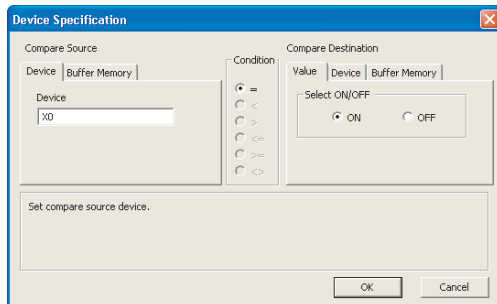 Device Specification
Compare Source
Device
Buffer Memory
Device
X0
Condition
=
<
>
<=
>=
<>
Compare Destination
Value
Device
Buffer Memory
Select ON/OFF
ON
OFF
Set compare source device.
OK
Cancel